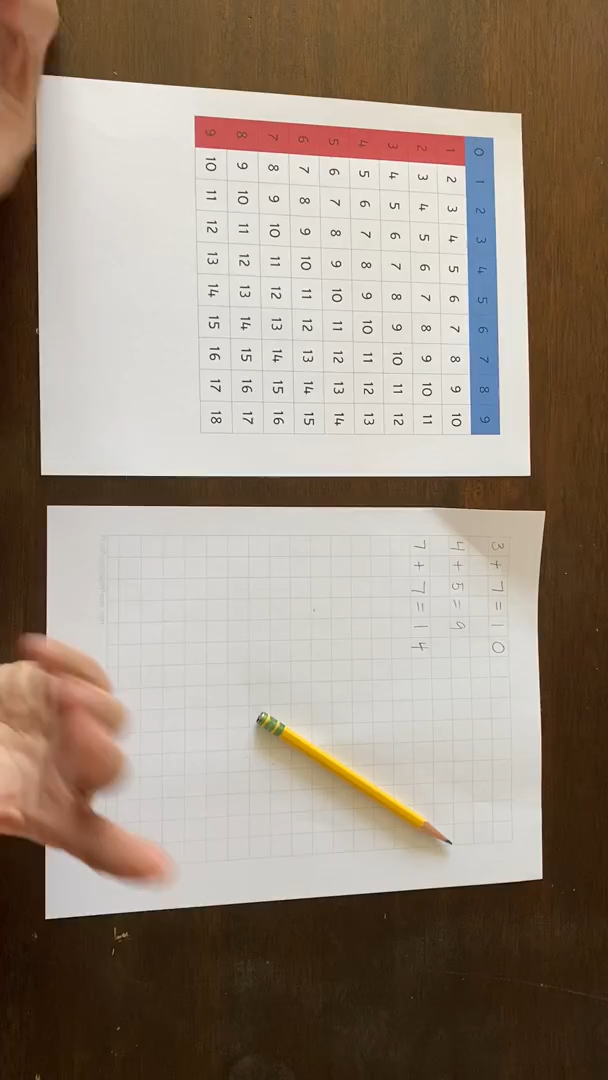 0 1 2 3 4 5 6 7 8 9
1 2 3 4 5 6 7 8 9 10
2 3 4 5 6 7 8 9 10 11
3 4 5 6 7 8 9 10 11 12
4 5 6 7 8 9 10 11 12 13
5 6 7 8 9 10 11 12 13 14
6 7 8 9 10 11 12 13 14 15
7 8 9 10 11 12 13 14 15 16
8 9 10 11 12 13 14 15 16 17
9 10 11 12 13 14 15 16 17 18
3 + 7 = 10
4 + 5 = 9
7 + 7 = 14